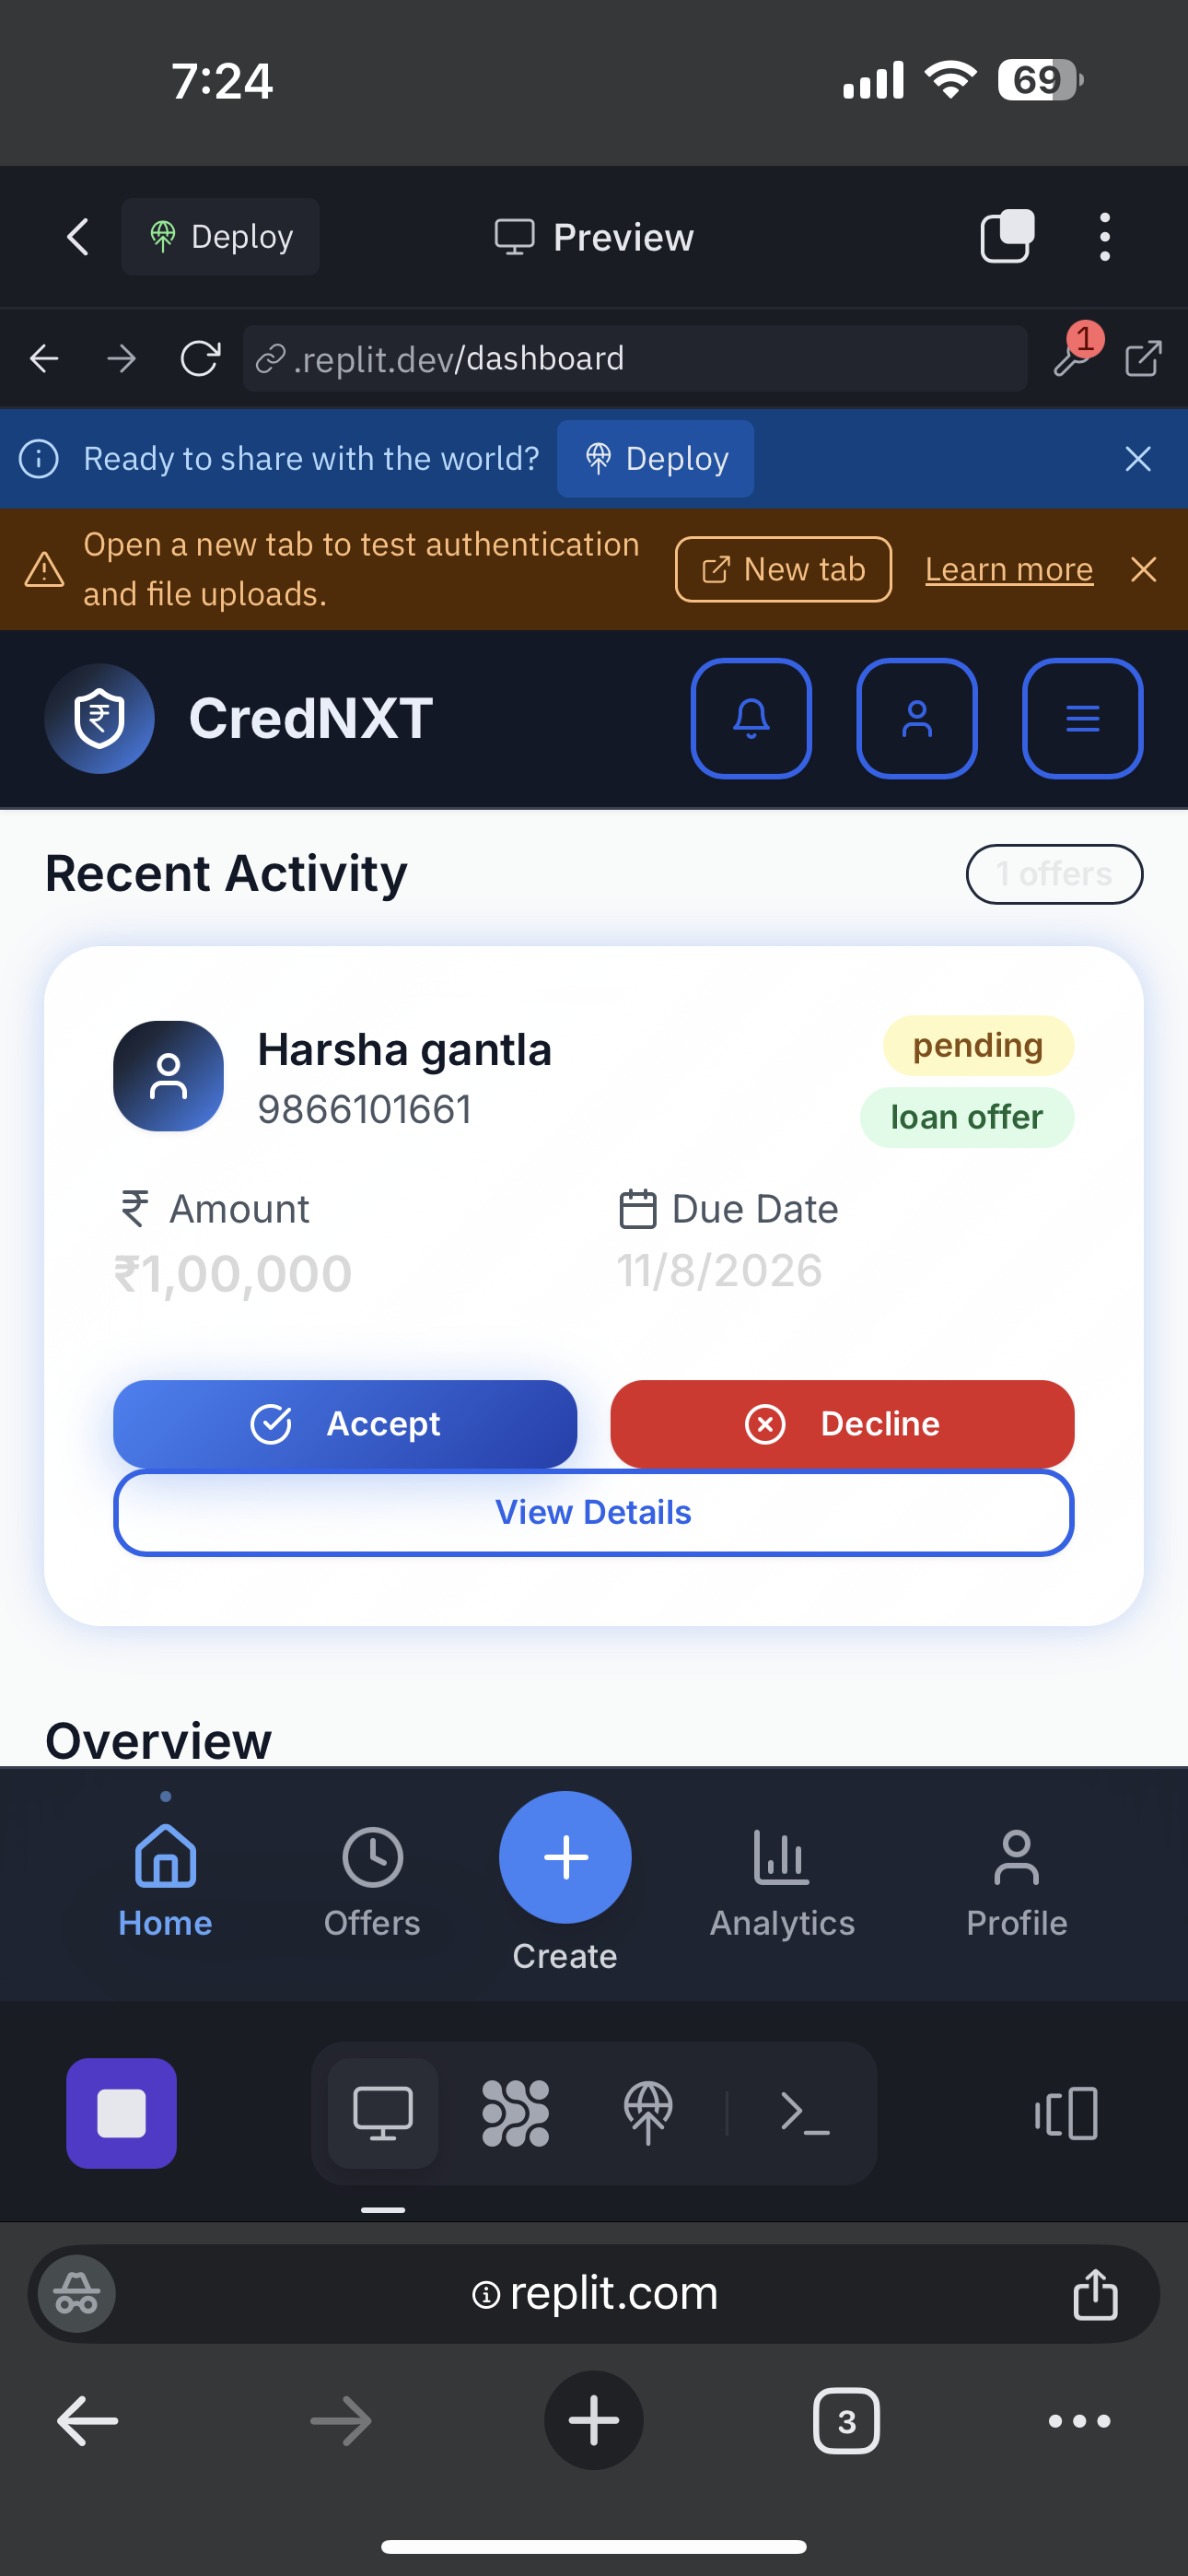 7:24
69
Deploy
Preview
.replit.dev/dashboard
1
Ready to share with the world?
Deploy
Open a new tab to test authentication
and file uploads.
New tab
Learn more
₹
CredNXT
Recent Activity
1 offers
Harsha gantla
pending
9866101661
loan offer
₹ Amount
Due Date
₹1,00,000
11/8/2026
Accept
Decline
View Details
Overview
Home
Offers
Create
Analytics
Profile
replit.com
3